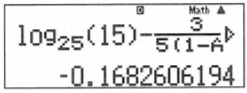 D Math ▲
log₂₅(15)-3/5(1-A▷
-0.1682606194